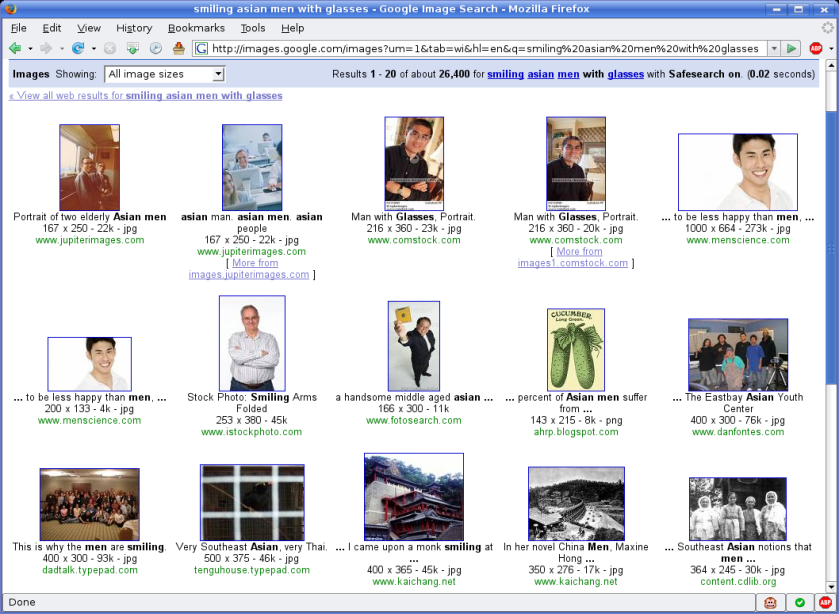 smiling asian men with glasses - Google Image Search - Mozilla Firefox
File Edit View History Bookmarks Tools Help
http://images.google.com/images?um=1&tab=wi&hl=en&q=smiling%20asian%20men%20with%20glasses
Images Showing: All image sizes Results 1 - 20 of about 26,400 for smiling asian men with glasses with Safesearch on. (0.02 seconds)
« View all web results for smiling asian men with glasses
Portrait of two elderly Asian men
167 x 250 - 22k - jpg
www.jupiterimages.com
asian man. asian men. asian
people
167 x 250 - 22k - jpg
www.jupiterimages.com
[ More from
images.jupiterimages.com ]
Man with Glasses, Portrait.
216 x 360 - 23k - jpg
www.comstock.com
Man with Glasses, Portrait.
216 x 360 - 20k - jpg
www.comstock.com
[ More from
images1.comstock.com ]
... to be less happy than men, ...
1000 x 664 - 273k - jpg
www.menscience.com
... to be less happy than men, ...
200 x 133 - 4k - jpg
www.menscience.com
Stock Photo: Smiling Arms
Folded
253 x 380 - 45k
www.istockphoto.com
a handsome middle aged asian ...
166 x 300 - 11k
www.fotosearch.com
CUCUMBER.
Long Green.
... percent of Asian men suffer
from ...
143 x 215 - 8k - png
ahrp.blogspot.com
... The Eastbay Asian Youth
Center
400 x 300 - 76k - jpg
www.danfontes.com
This is why the men are smiling.
400 x 300 - 93k - jpg
dadtalk.typepad.com
Very Southeast Asian, very Thai.
500 x 375 - 46k - jpg
tenguhouse.typepad.com
... I came upon a monk smiling at
...
400 x 365 - 45k - jpg
www.kaichang.net
In her novel China Men, Maxine
Hong ...
350 x 276 - 17k - jpg
www.kaichang.net
... Southeast Asian notions that
men ...
364 x 245 - 30k - jpg
content.cdlib.org
Done
ABP